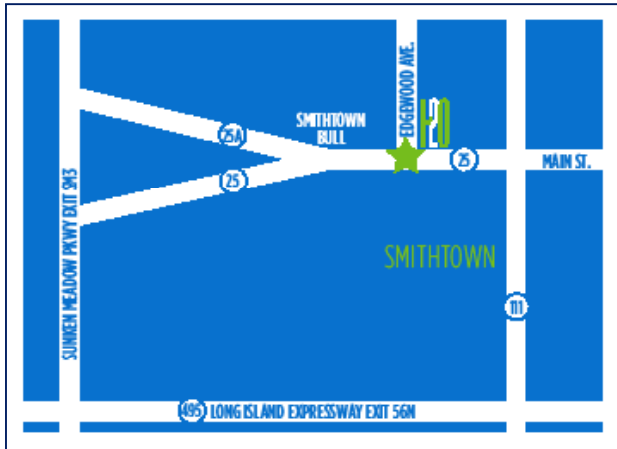 EDGEWOOD AVE.
H2O
SMITHTOWN
BULL
25A
25
25
MAIN ST.
SUNKEN MEADOW PKWY EXIT SM3
SMITHTOWN
111
495 LONG ISLAND EXPRESSWAY EXIT 56N